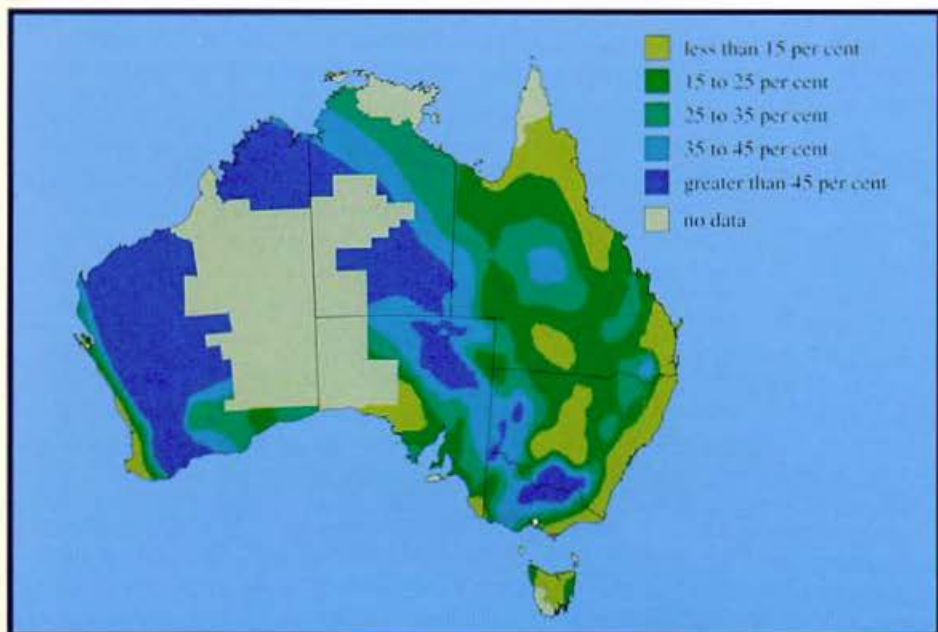 less than 15 per cent
15 to 25 per cent
25 to 35 per cent
35 to 45 per cent
greater than 45 per cent
no data